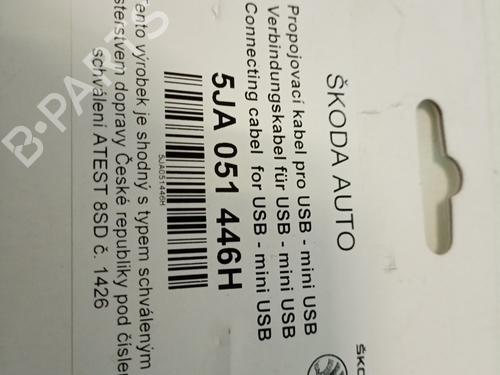 ŠKODA AUTO
Propojovací kabel pro USB - mini USB
Verbindungskabel für USB - mini USB
Connecting cabel for USB - mini USB
5JA 051 446H
5JA051446H
Tento výrobek je shodný s typem schváleným
sterstvem dopravy České republiky pod číslem
schválení ATEST 8SD č. 1426
ŠKO
B-PARTS